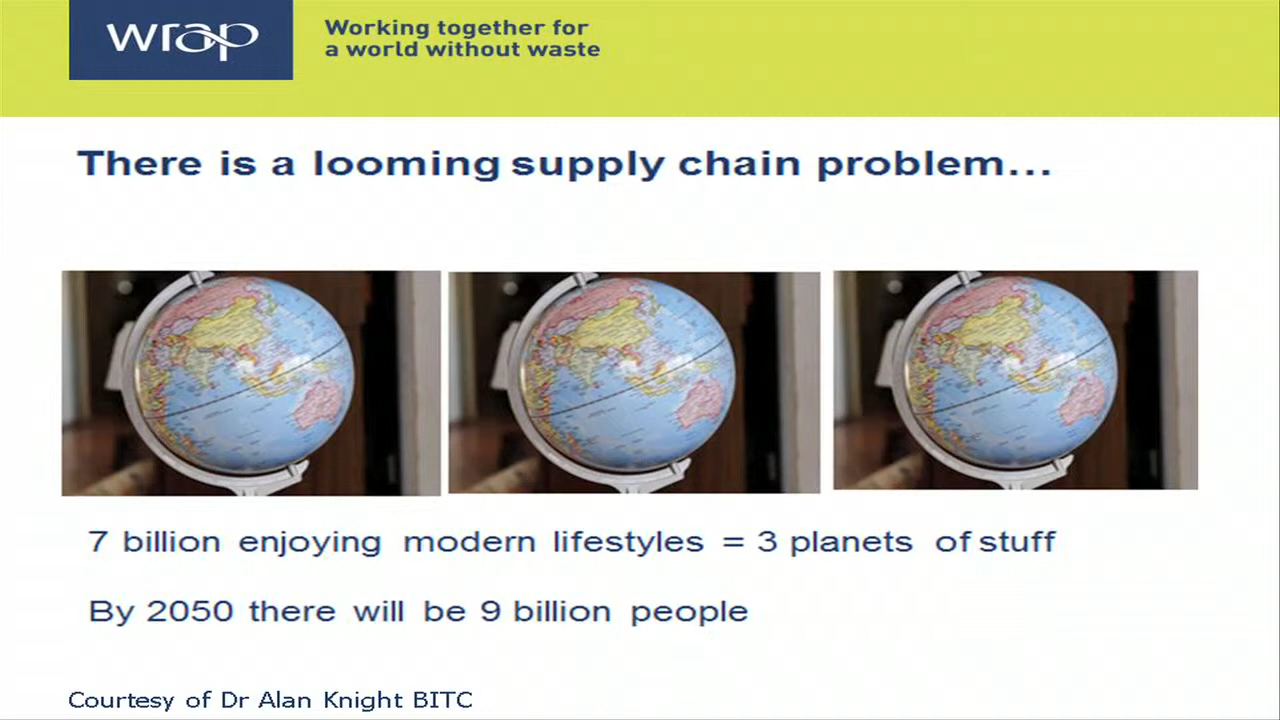 wrap
Working together for
a world without waste
There is a looming supply chain problem...
7 billion enjoying modern lifestyles = 3 planets of stuff
By 2050 there will be 9 billion people
Courtesy of Dr Alan Knight BITC